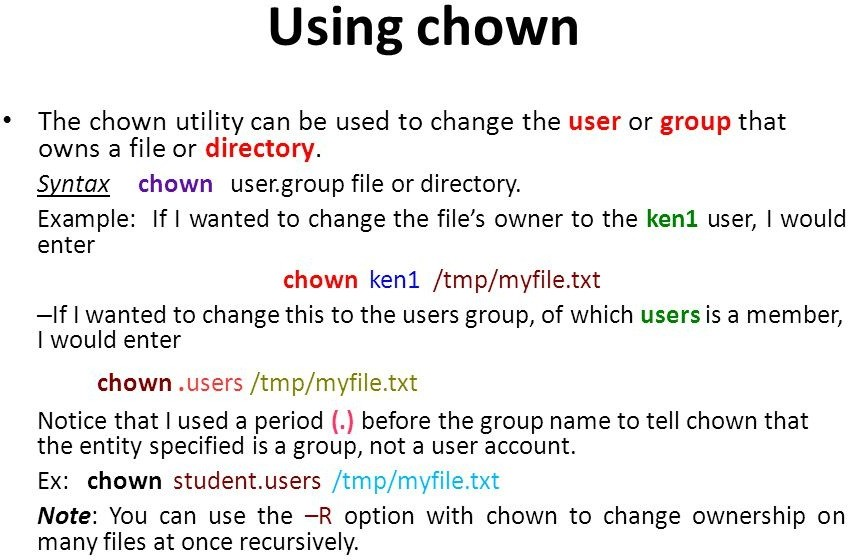 Using chown
• The chown utility can be used to change the user or group that
owns a file or directory.
Syntax chown user.group file or directory.
Example: If I wanted to change the file’s owner to the ken1 user, I would
enter
chown ken1 /tmp/myfile.txt
–If I wanted to change this to the users group, of which users is a member,
I would enter
chown .users /tmp/myfile.txt
Notice that I used a period (.) before the group name to tell chown that
the entity specified is a group, not a user account.
Ex: chown student.users /tmp/myfile.txt
Note: You can use the –R option with chown to change ownership on
many files at once recursively.